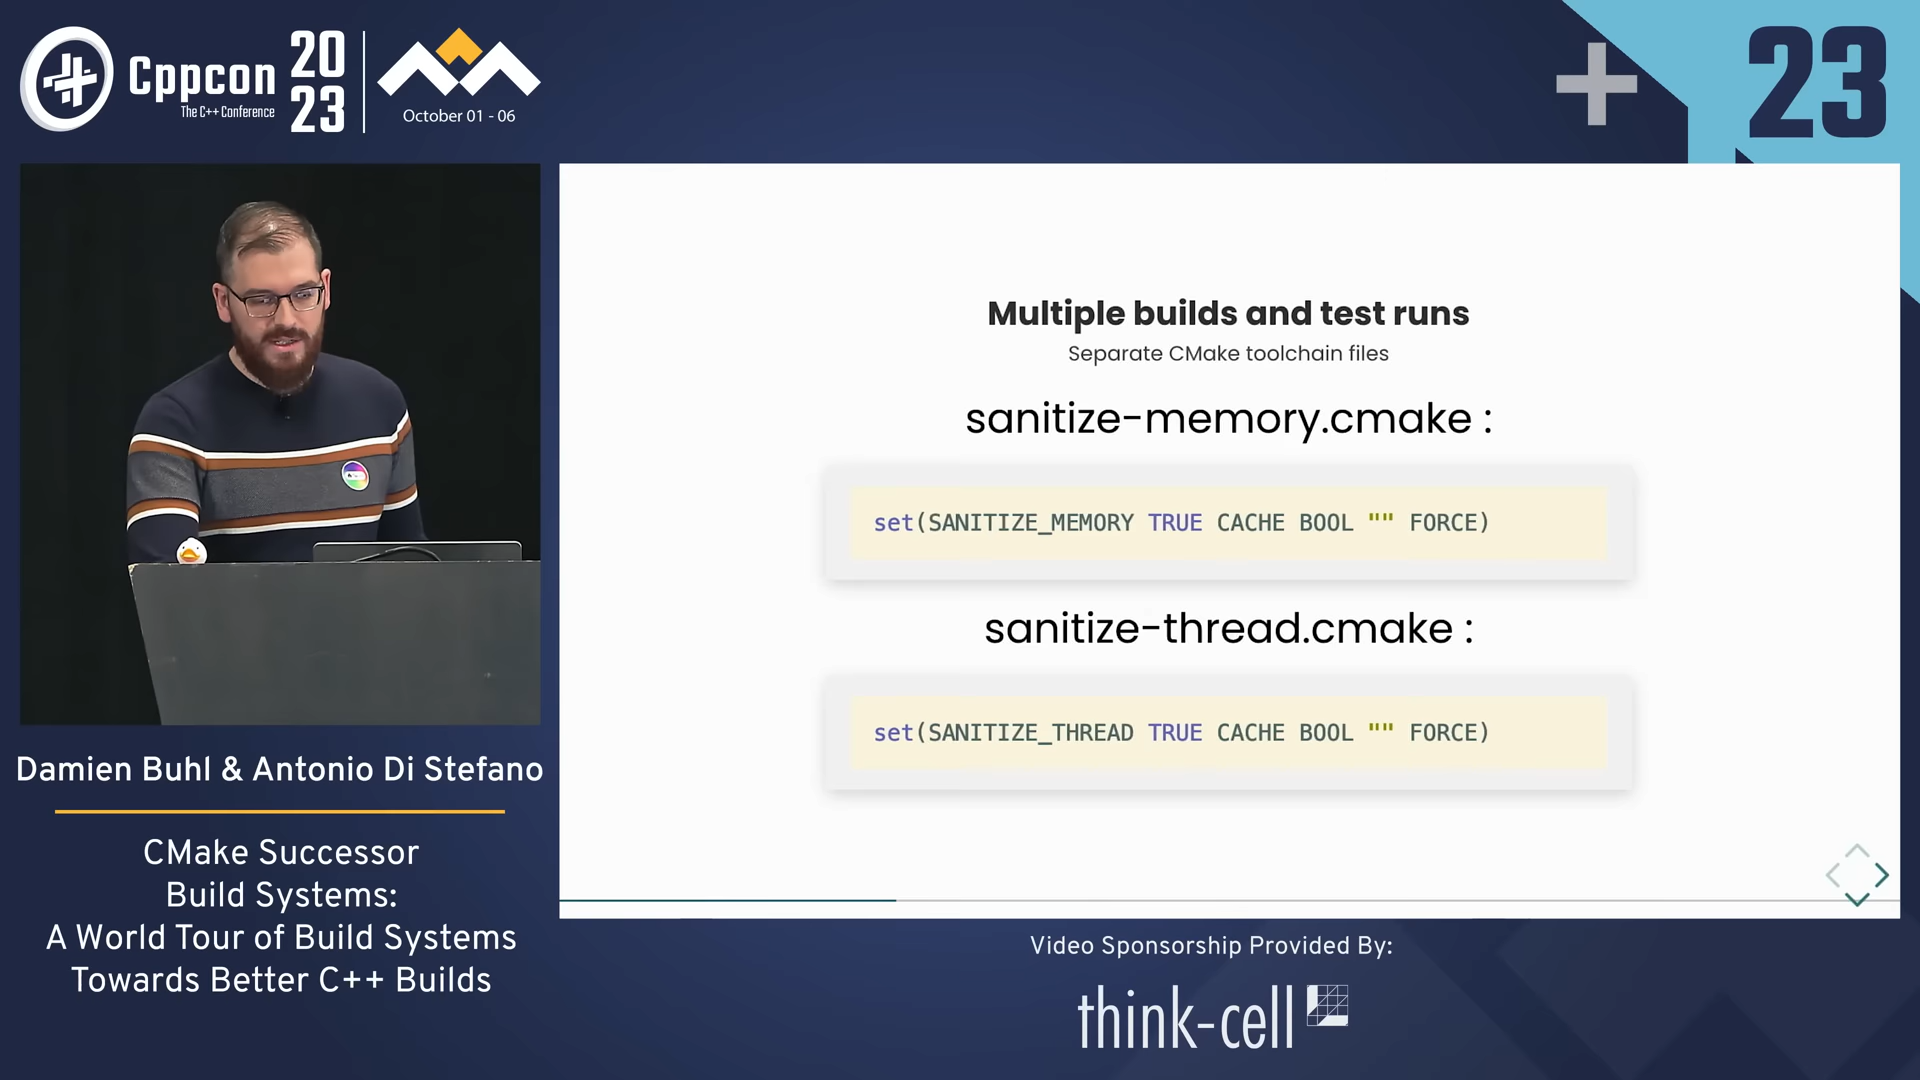 Cppcon
The C++ Conference
20
23
October 01 - 06
23
Multiple builds and test runs
Separate CMake toolchain files
sanitize-memory.cmake :
set(SANITIZE_MEMORY TRUE CACHE BOOL "" FORCE)
sanitize-thread.cmake :
set(SANITIZE_THREAD TRUE CACHE BOOL "" FORCE)
Damien Buhl & Antonio Di Stefano
CMake Successor
Build Systems:
A World Tour of Build Systems
Towards Better C++ Builds
Video Sponsorship Provided By:
think-cell